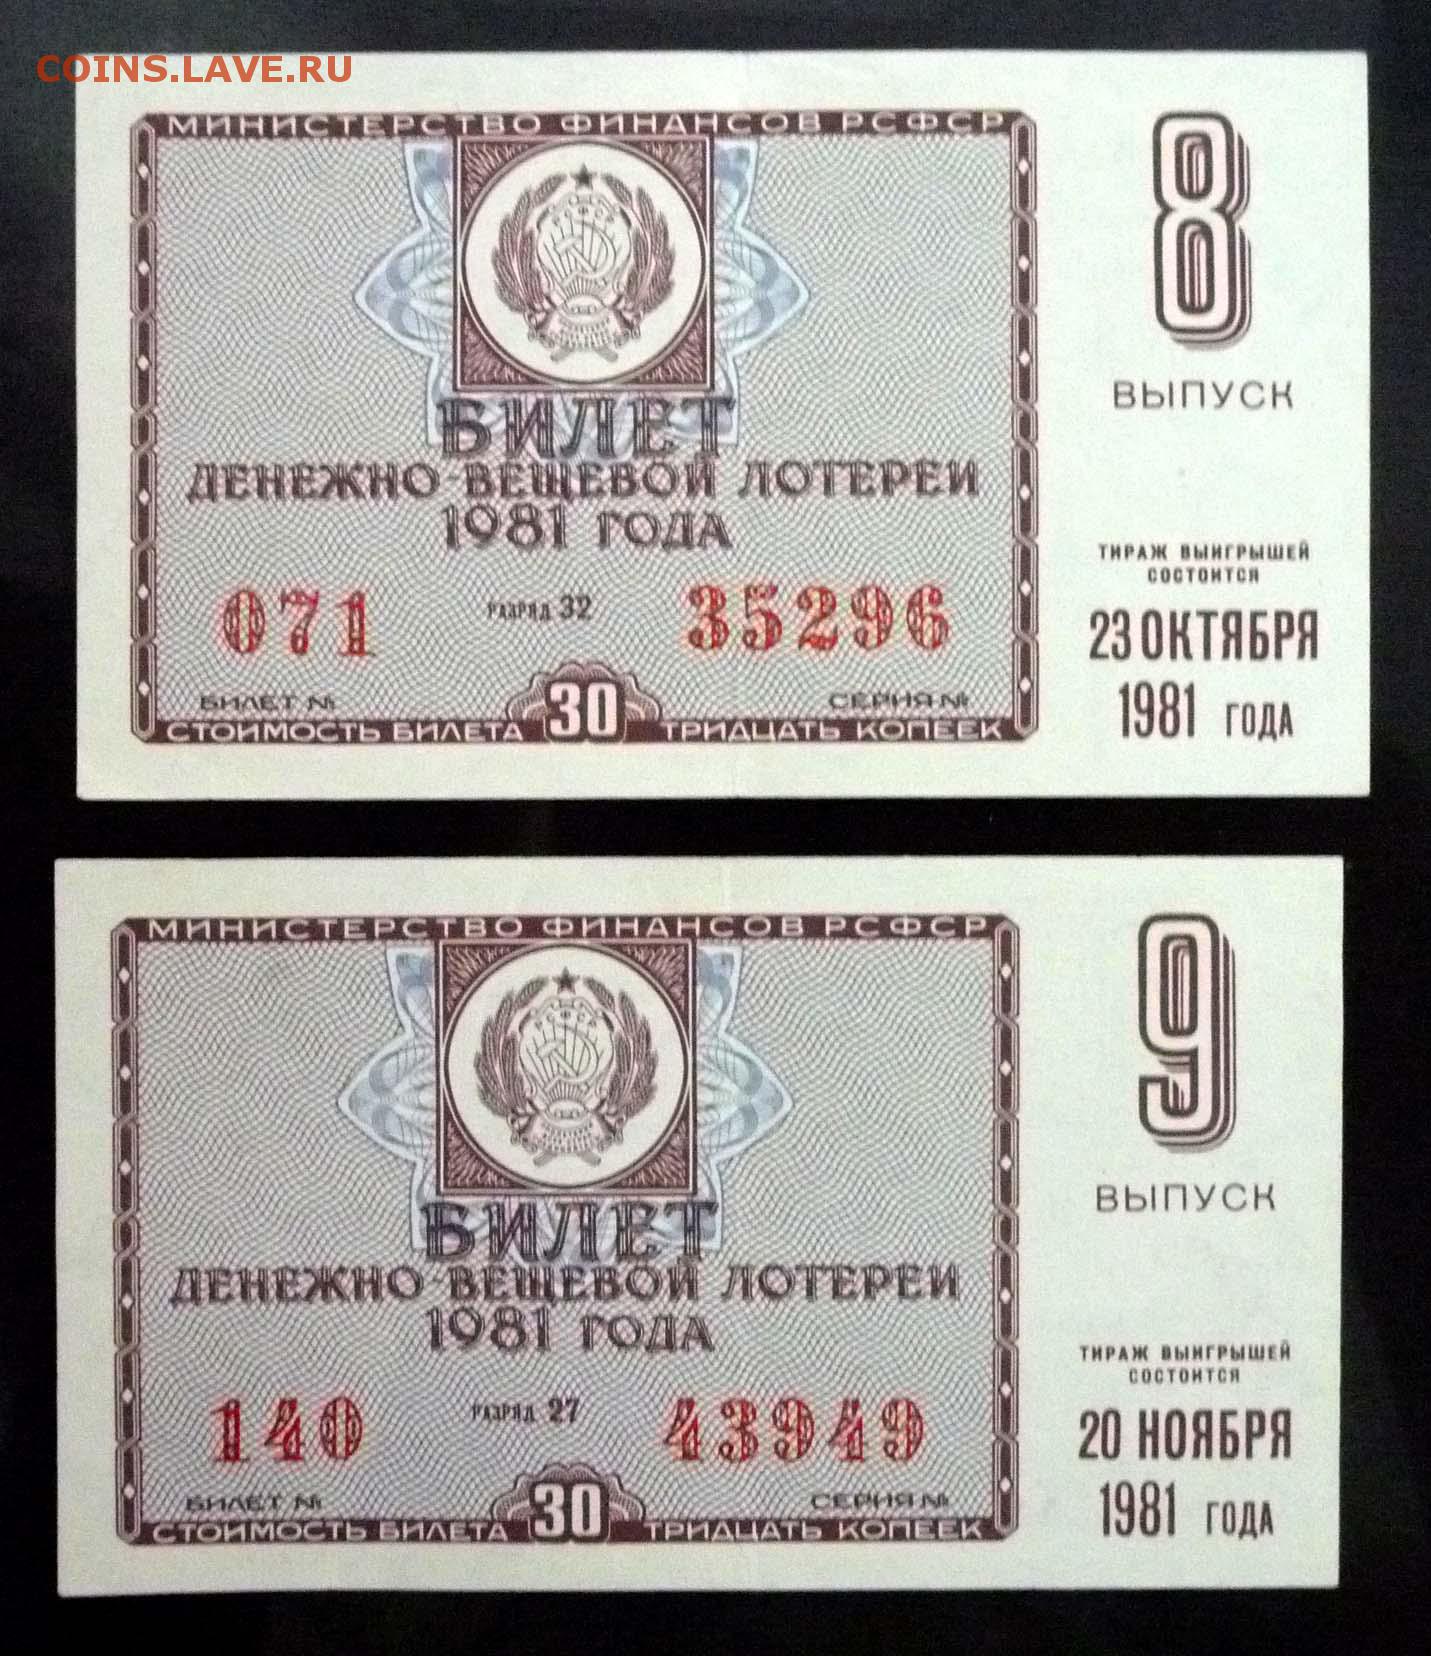 COINS.LAVE.RU
МИНИСТЕРСТВО ФИНАНСОВ РСФСР
РСФСР
БИЛЕТ
ДЕНЕЖНО-ВЕЩЕВОЙ ЛОТЕРЕИ
1981 ГОДА
071 РАЗРЯД 32 35296
БИЛЕТ № СЕРИЯ №
СТОИМОСТЬ БИЛЕТА 30 ТРИДЦАТЬ КОПЕЕК
8
ВЫПУСК
ТИРАЖ ВЫИГРЫШЕЙ
СОСТОИТСЯ
23 ОКТЯБРЯ
1981 ГОДА
МИНИСТЕРСТВО ФИНАНСОВ РСФСР
РСФСР
БИЛЕТ
ДЕНЕЖНО-ВЕЩЕВОЙ ЛОТЕРЕИ
1981 ГОДА
140 РАЗРЯД 27 43949
БИЛЕТ № СЕРИЯ №
СТОИМОСТЬ БИЛЕТА 30 ТРИДЦАТЬ КОПЕЕК
9
ВЫПУСК
ТИРАЖ ВЫИГРЫШЕЙ
СОСТОИТСЯ
20 НОЯБРЯ
1981 ГОДА